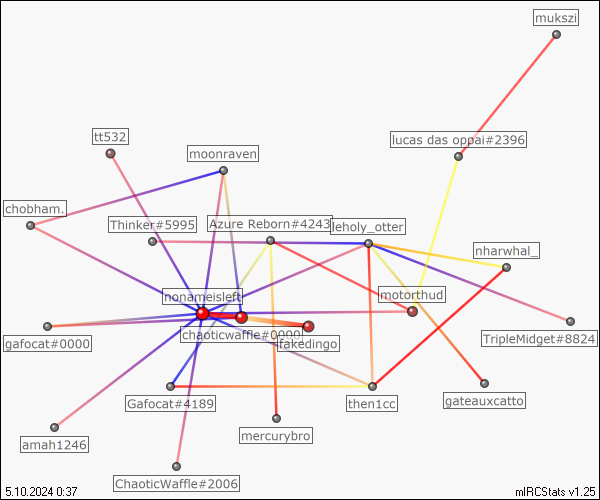 mukszi
tt532
lucas das oppai#2396
moonraven
chobham.
Thinker#5995
Azure Reborn#4243
leholy_otter
nharwhal_
nonameisleft
motorthud
chaoticwaffle#0000
fakedingo
gafocat#0000
TripleMidget#8824
Gafocat#4189
then1cc
gateauxcatto
mercurybro
amah1246
ChaoticWaffle#2006
5.10.2024 0:37
mIRCStats v1.25